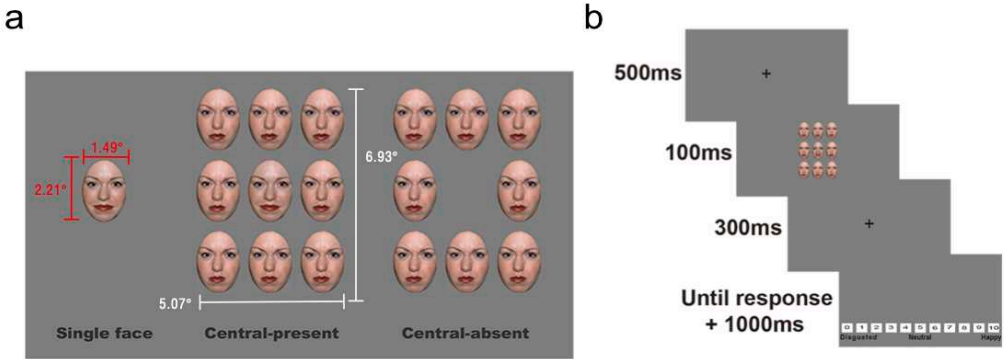 a
1.49°
2.21°
6.93°
5.07°
Single face
Central-present
Central-absent
b
500ms
+
100ms
300ms
+
Until response
+ 1000ms
0 1 2 3 4 5 6 7 8 9 10
Disgusted Neutral Happy